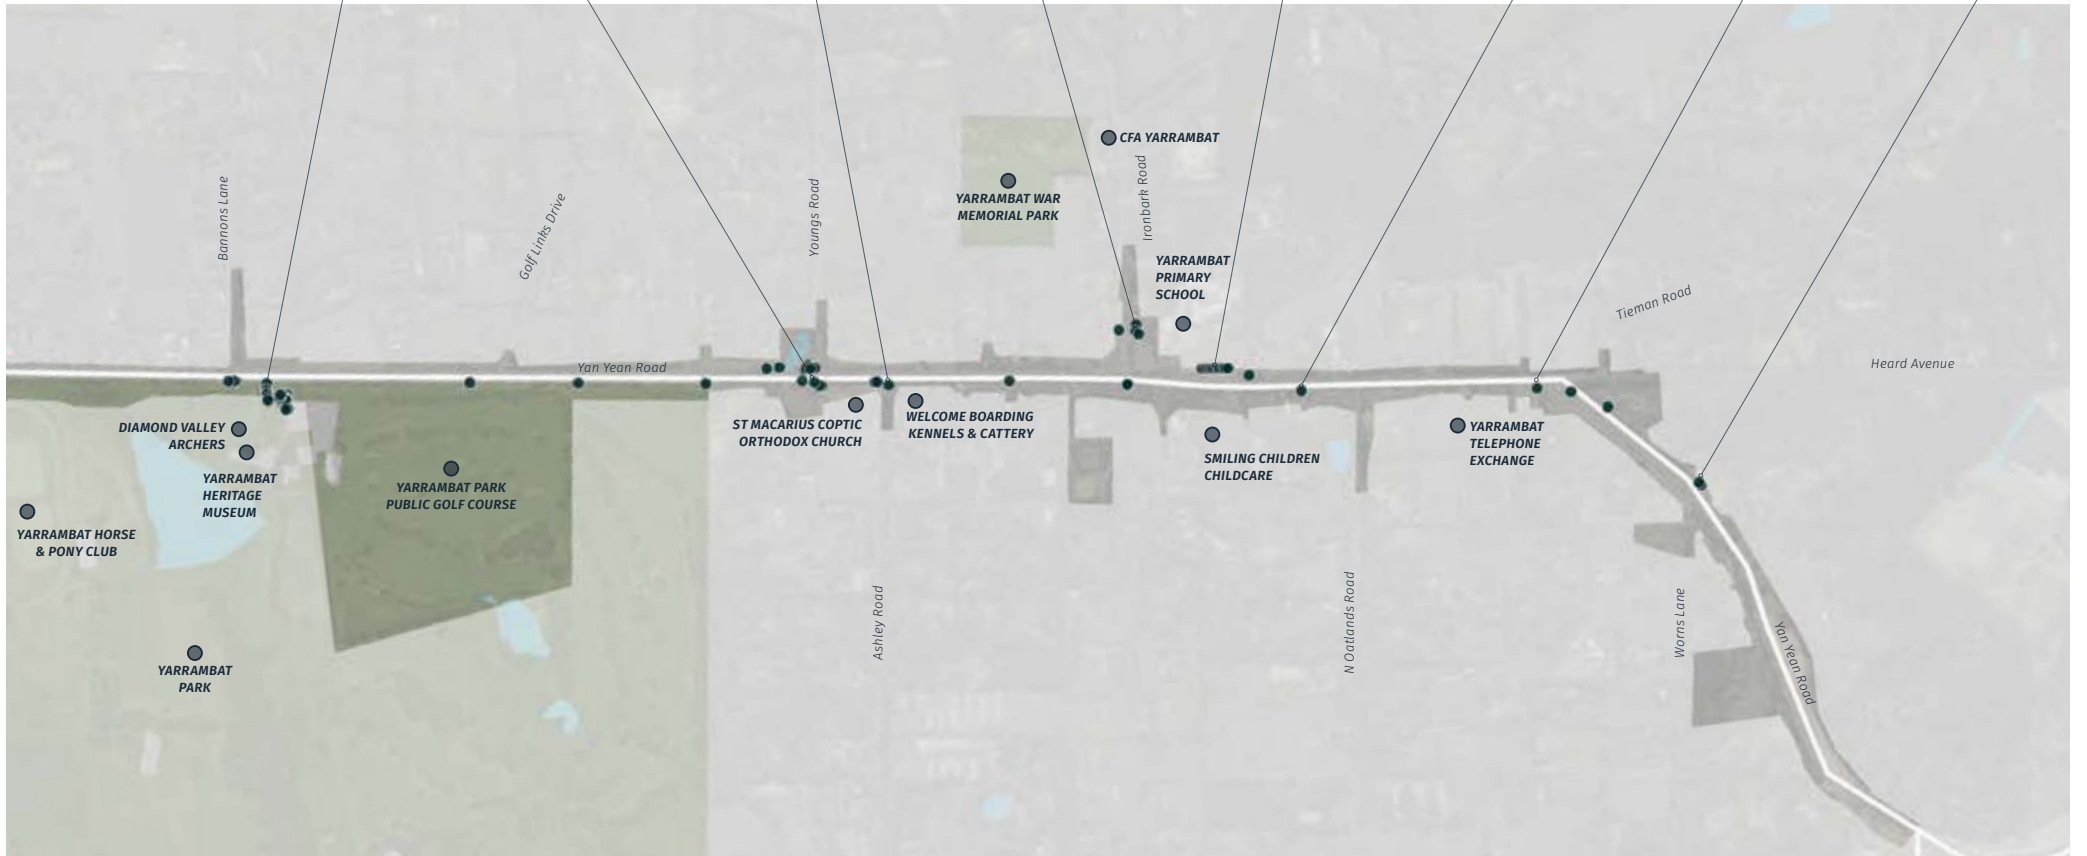 CFA YARRAMBAT
YARRAMBAT WAR
MEMORIAL PARK
Bannons Lane
Golf Links Drive
Youngs Road
Ironbark Road
YARRAMBAT
PRIMARY
SCHOOL
Tieman Road
Yan Yean Road
Heard Avenue
DIAMOND VALLEY
ARCHERS
YARRAMBAT
HERITAGE
MUSEUM
YARRAMBAT HORSE
& PONY CLUB
YARRAMBAT PARK
PUBLIC GOLF COURSE
ST MACARIUS COPTIC
ORTHODOX CHURCH
WELCOME BOARDING
KENNELS & CATTERY
SMILING CHILDREN
CHILDCARE
YARRAMBAT
TELEPHONE
EXCHANGE
YARRAMBAT
PARK
Ashley Road
N Oatlands Road
Worns Lane
Yan Yean Road